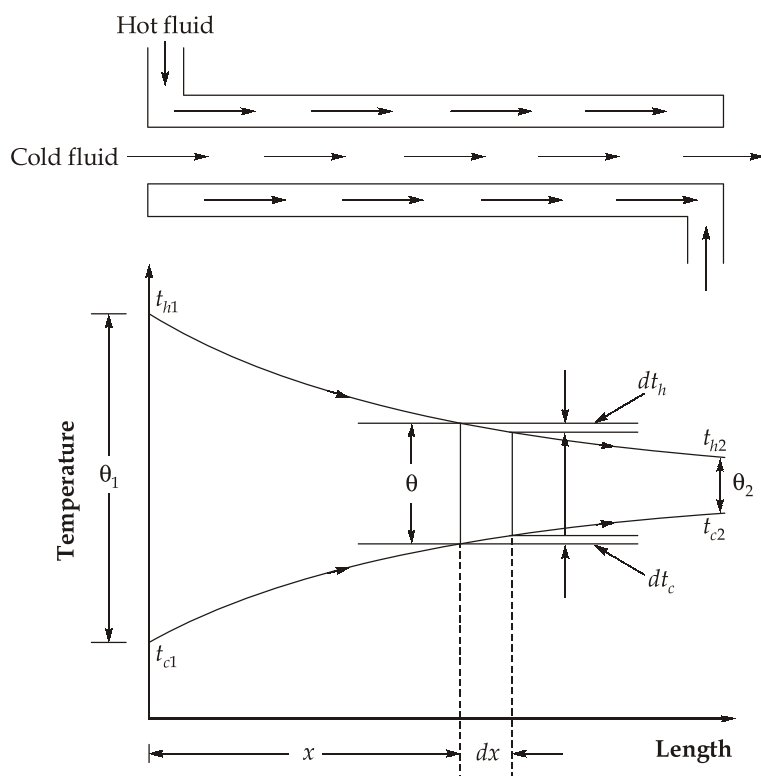 Hot fluid
Cold fluid
t_h1
dt_h
t_h2
Temperature
θ_1
θ
θ_2
t_c2
dt_c
t_c1
x
dx
Length